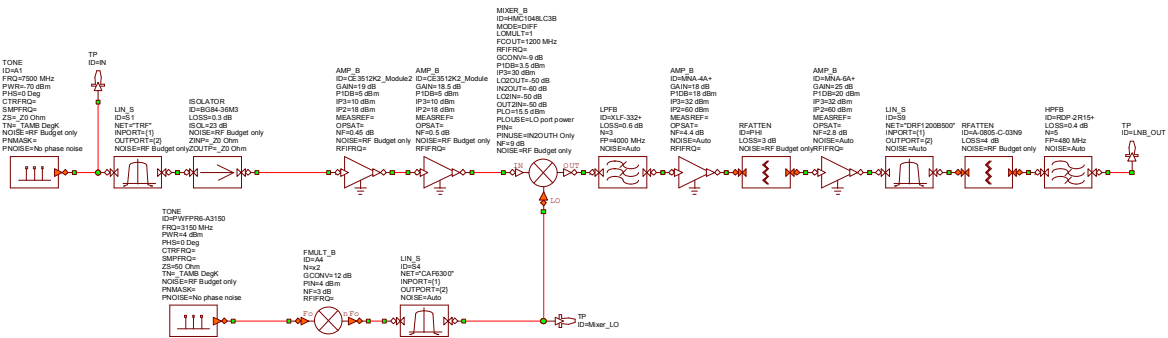 TONE
ID=A1
FRQ=7500 MHz
PWR=-70 dBm
PHS=0 Deg
CTRFRQ=
SMPFRQ=
ZS=_Z0 Ohm
TN=_TAMB DegK
NOISE=RF Budget only
PNMASK=
PNOISE=No phase noise
TP
ID=IN
LIN_S
ID=S1
NET="TRF"
INPORT={1}
OUTPORT={2}
NOISE=RF Budget only
ISOLATOR
ID=BG84-36M3
LOSS=0.3 dB
ISOL=23 dB
NOISE=RF Budget only
ZINP=_Z0 Ohm
ZOUTP=_Z0 Ohm
AMP_B
ID=CE3512K2_Module2
GAIN=19 dB
P1DB=5 dBm
IP3=10 dBm
IP2=18 dBm
MEASREF=
OPSAT=
NF=0.45 dB
NOISE=RF Budget only
RFIFRQ=
AMP_B
ID=CE3512K2_Module
GAIN=18.5 dB
P1DB=5 dBm
IP3=10 dBm
IP2=18 dBm
MEASREF=
OPSAT=
NF=0.5 dB
NOISE=RF Budget only
RFIFRQ=
MIXER_B
ID=HMC1048LC3B
MODE=DIFF
LOMULT=1
FCOUT=1200 MHz
RFIFRQ=
GCONV=-9 dB
P1DB=3.5 dBm
IP3=30 dBm
LO2OUT=-50 dB
IN2OUT=-60 dB
LO2IN=-50 dB
OUT2IN=-50 dB
PLO=15.5 dBm
PLOUSE=LO port power
PIN=
PINUSE=IN2OUTH Only
NF=9 dB
NOISE=RF Budget only
IN
OUT
LO
LPFB
ID=XLF-332+
LOSS=0.6 dB
N=3
FP=4000 MHz
NOISE=Auto
AMP_B
ID=MNA-4A+
GAIN=18 dB
P1DB=18 dBm
IP3=32 dBm
IP2=60 dBm
MEASREF=
OPSAT=
NF=4.4 dB
NOISE=Auto
RFIFRQ=
RFATTEN
ID=PHI
LOSS=3 dB
NOISE=RF Budget only
AMP_B
ID=MNA-6A+
GAIN=25 dB
P1DB=20 dBm
IP3=32 dBm
IP2=60 dBm
MEASREF=
OPSAT=
NF=2.8 dB
NOISE=Auto
RFIFRQ=
LIN_S
ID=S9
NET="DRF1200B500"
INPORT={1}
OUTPORT={2}
NOISE=Auto
RFATTEN
ID=A-0805-C-03N9
LOSS=4 dB
NOISE=RF Budget only
HPFB
ID=RDP-2R15+
LOSS=0.4 dB
N=5
FP=480 MHz
NOISE=Auto
TP
ID=LNB_OUT
TONE
ID=PWFPR6-A3150
FRQ=3150 MHz
PWR=4 dBm
PHS=0 Deg
CTRFRQ=
SMPFRQ=
ZS=50 Ohm
TN=_TAMB DegK
NOISE=RF Budget only
PNMASK=
PNOISE=No phase noise
FMULT_B
ID=A4
N=x2
GCONV=12 dB
PIN=4 dBm
NF=3 dB
RFIFRQ=
Fo
nFo
LIN_S
ID=S4
NET="CAF6300"
INPORT={1}
OUTPORT={2}
NOISE=Auto
TP
ID=Mixer_LO